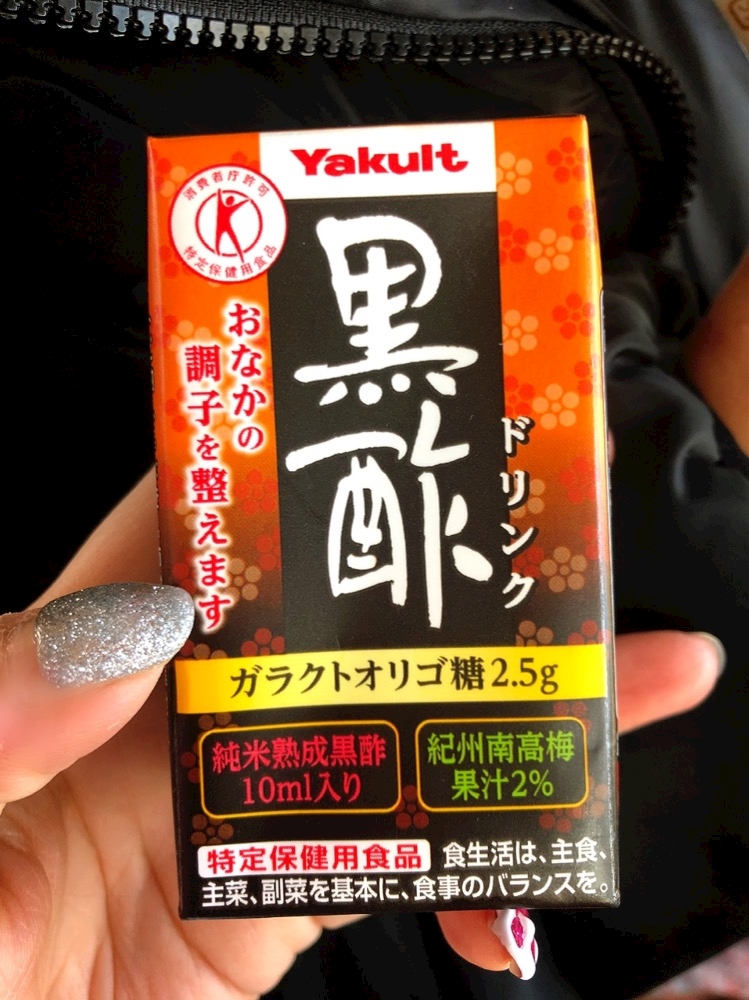 Yakult
消費者庁許可
特定保健用食品
おなかの
調子を整えます
黒酢
ドリンク
ガラクトオリゴ糖2.5g
純米熟成黒酢
10ml入り
紀州南高梅
果汁2%
特定保健用食品 食生活は、主食、
主菜、副菜を基本に、食事のバランスを。